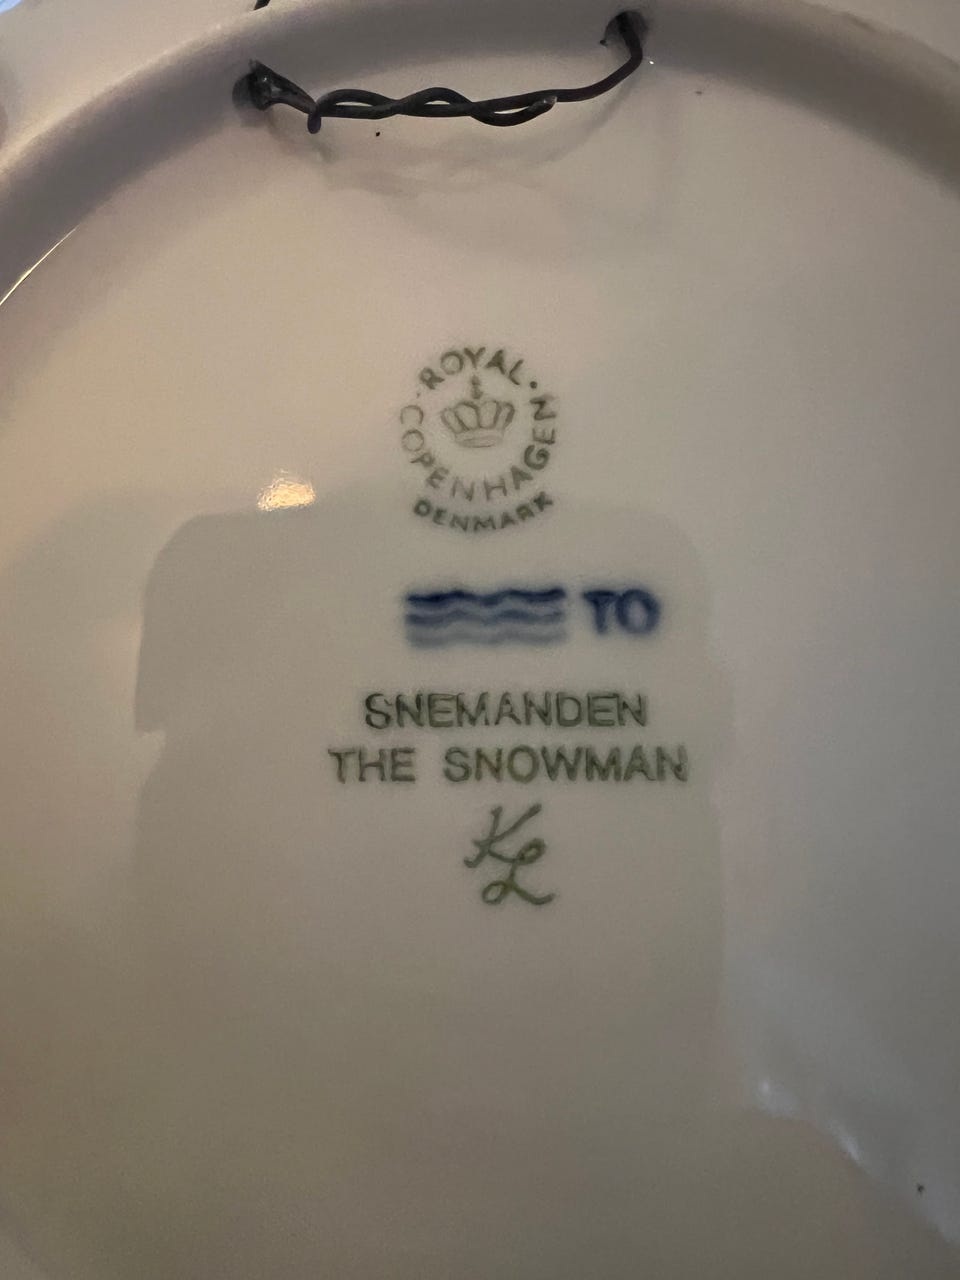 ROYAL
COPENHAGEN
DENMARK
TO
SNEMANDEN
THE SNOWMAN
KL